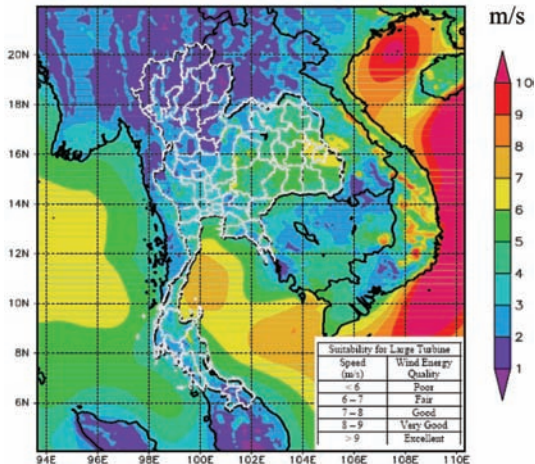 m/s
20N
18N
16N
14N
12N
10N
8N
6N
94E 96E 98E 100E 102E 104E 106E 108E 110E
10
9
8
7
6
5
4
3
2
1
Suitability for Large Turbine
Speed (m/s) Wind Energy Quality
< 6 Poor
6 – 7 Fair
7 – 8 Good
8 – 9 Very Good
> 9 Excellent